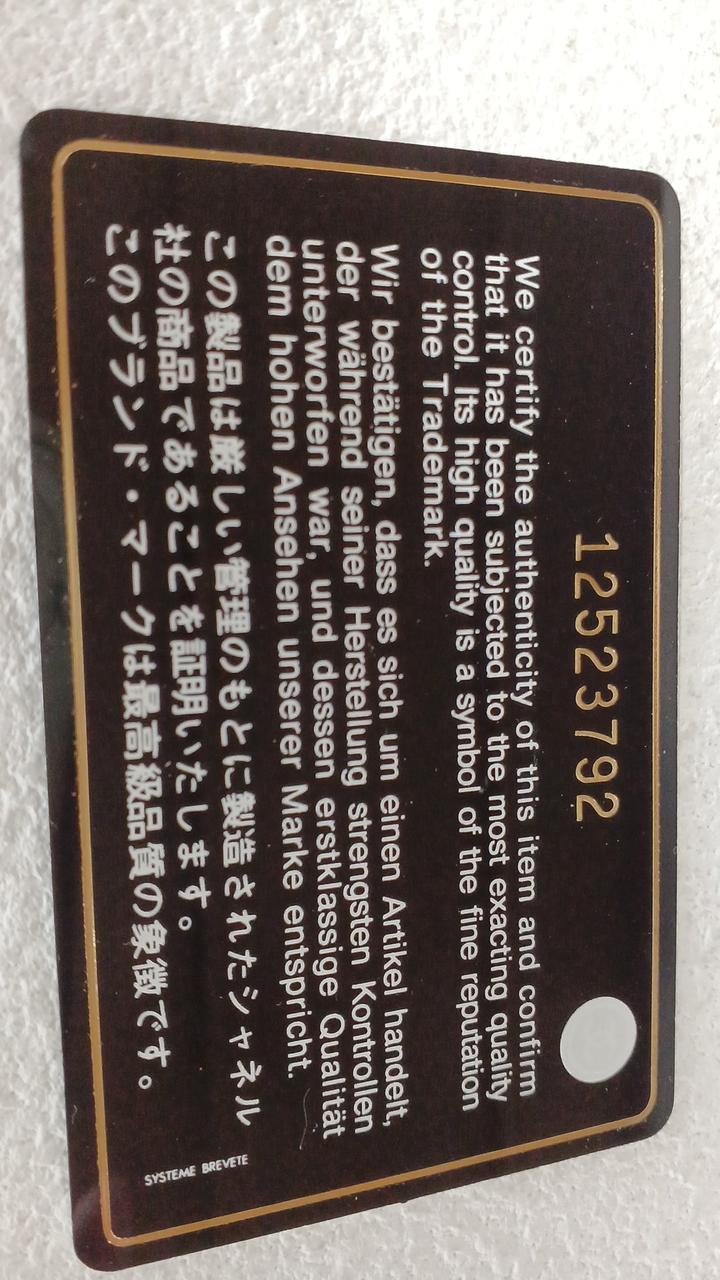 12523792
We certify the authenticity of this item and confirm
that it has been subjected to the most exacting quality
control. Its high quality is a symbol of the fine reputation
of the Trademark.
Wir bestätigen, dass es sich um einen Artikel handelt,
der während seiner Herstellung strengsten Kontrollen
unterworfen war, und dessen erstklassige Qualität
dem hohen Ansehen unserer Marke entspricht.
この製品は厳しい管理のもとに製造されたシャネル
社の商品であることを証明いたします。
このブランド・マークは最高級品質の象徴です。
SYSTEME BREVETE